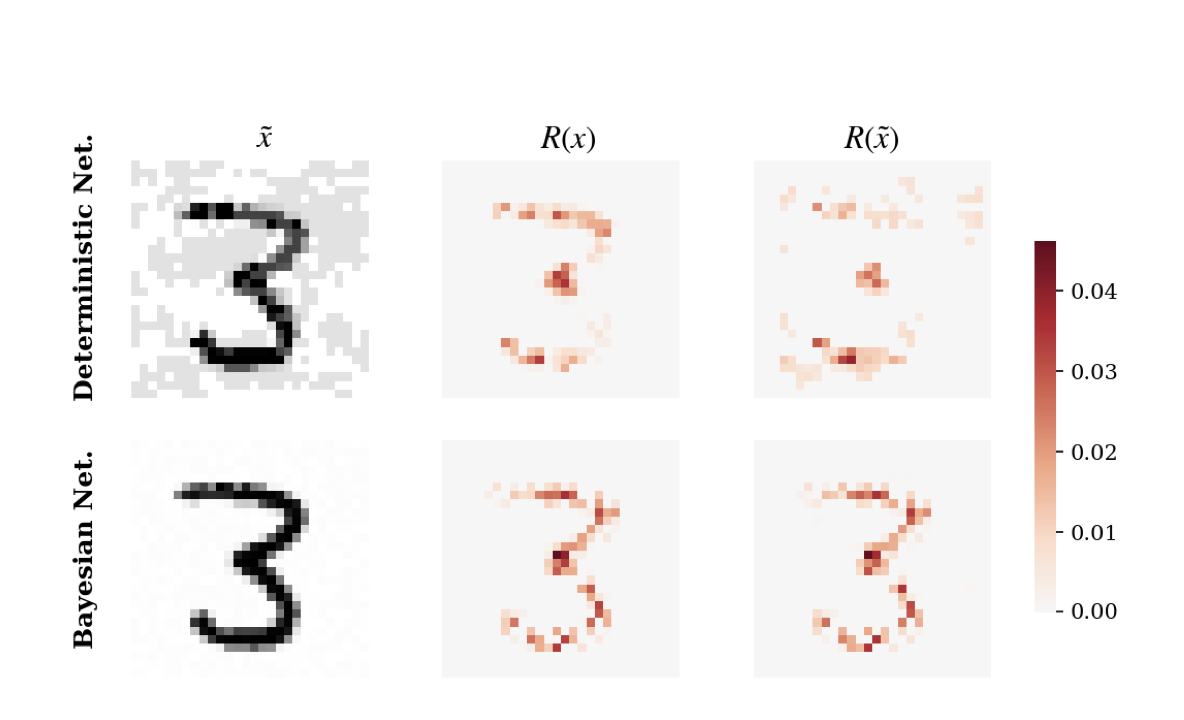 x̃
R(x)
R(x̃)
Deterministic Net.
Bayesian Net.
0.04
0.03
0.02
0.01
0.00